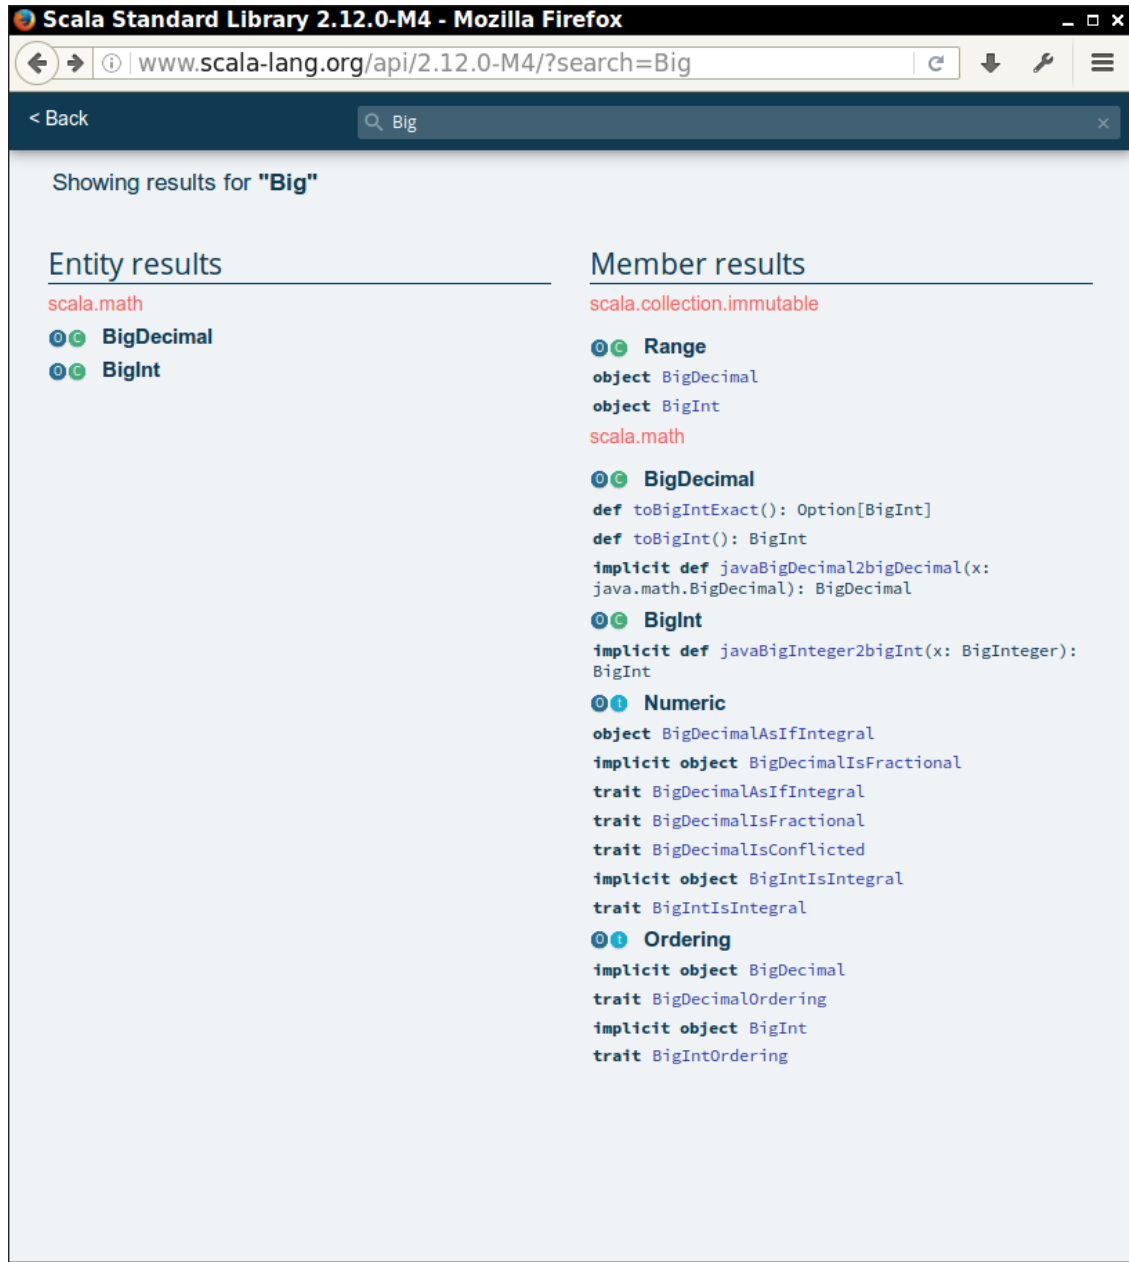 Scala Standard Library 2.12.0-M4 - Mozilla Firefox
www.scala-lang.org/api/2.12.0-M4/?search=Big
< Back
Big
Showing results for "Big"
Entity results
scala.math
O C BigDecimal
O C BigInt
Member results
scala.collection.immutable
O C Range
object BigDecimal
object BigInt
scala.math
O C BigDecimal
def toBigIntExact(): Option[BigInt]
def toBigInt(): BigInt
implicit def javaBigDecimal2bigDecimal(x:
java.math.BigDecimal): BigDecimal
O C BigInt
implicit def javaBigInteger2bigInt(x: BigInteger):
BigInt
O t Numeric
object BigDecimalAsIfIntegral
implicit object BigDecimalIsFractional
trait BigDecimalAsIfIntegral
trait BigDecimalIsFractional
trait BigDecimalIsConflicted
implicit object BigIntIsIntegral
trait BigIntIsIntegral
O t Ordering
implicit object BigDecimal
trait BigDecimalOrdering
implicit object BigInt
trait BigIntOrdering